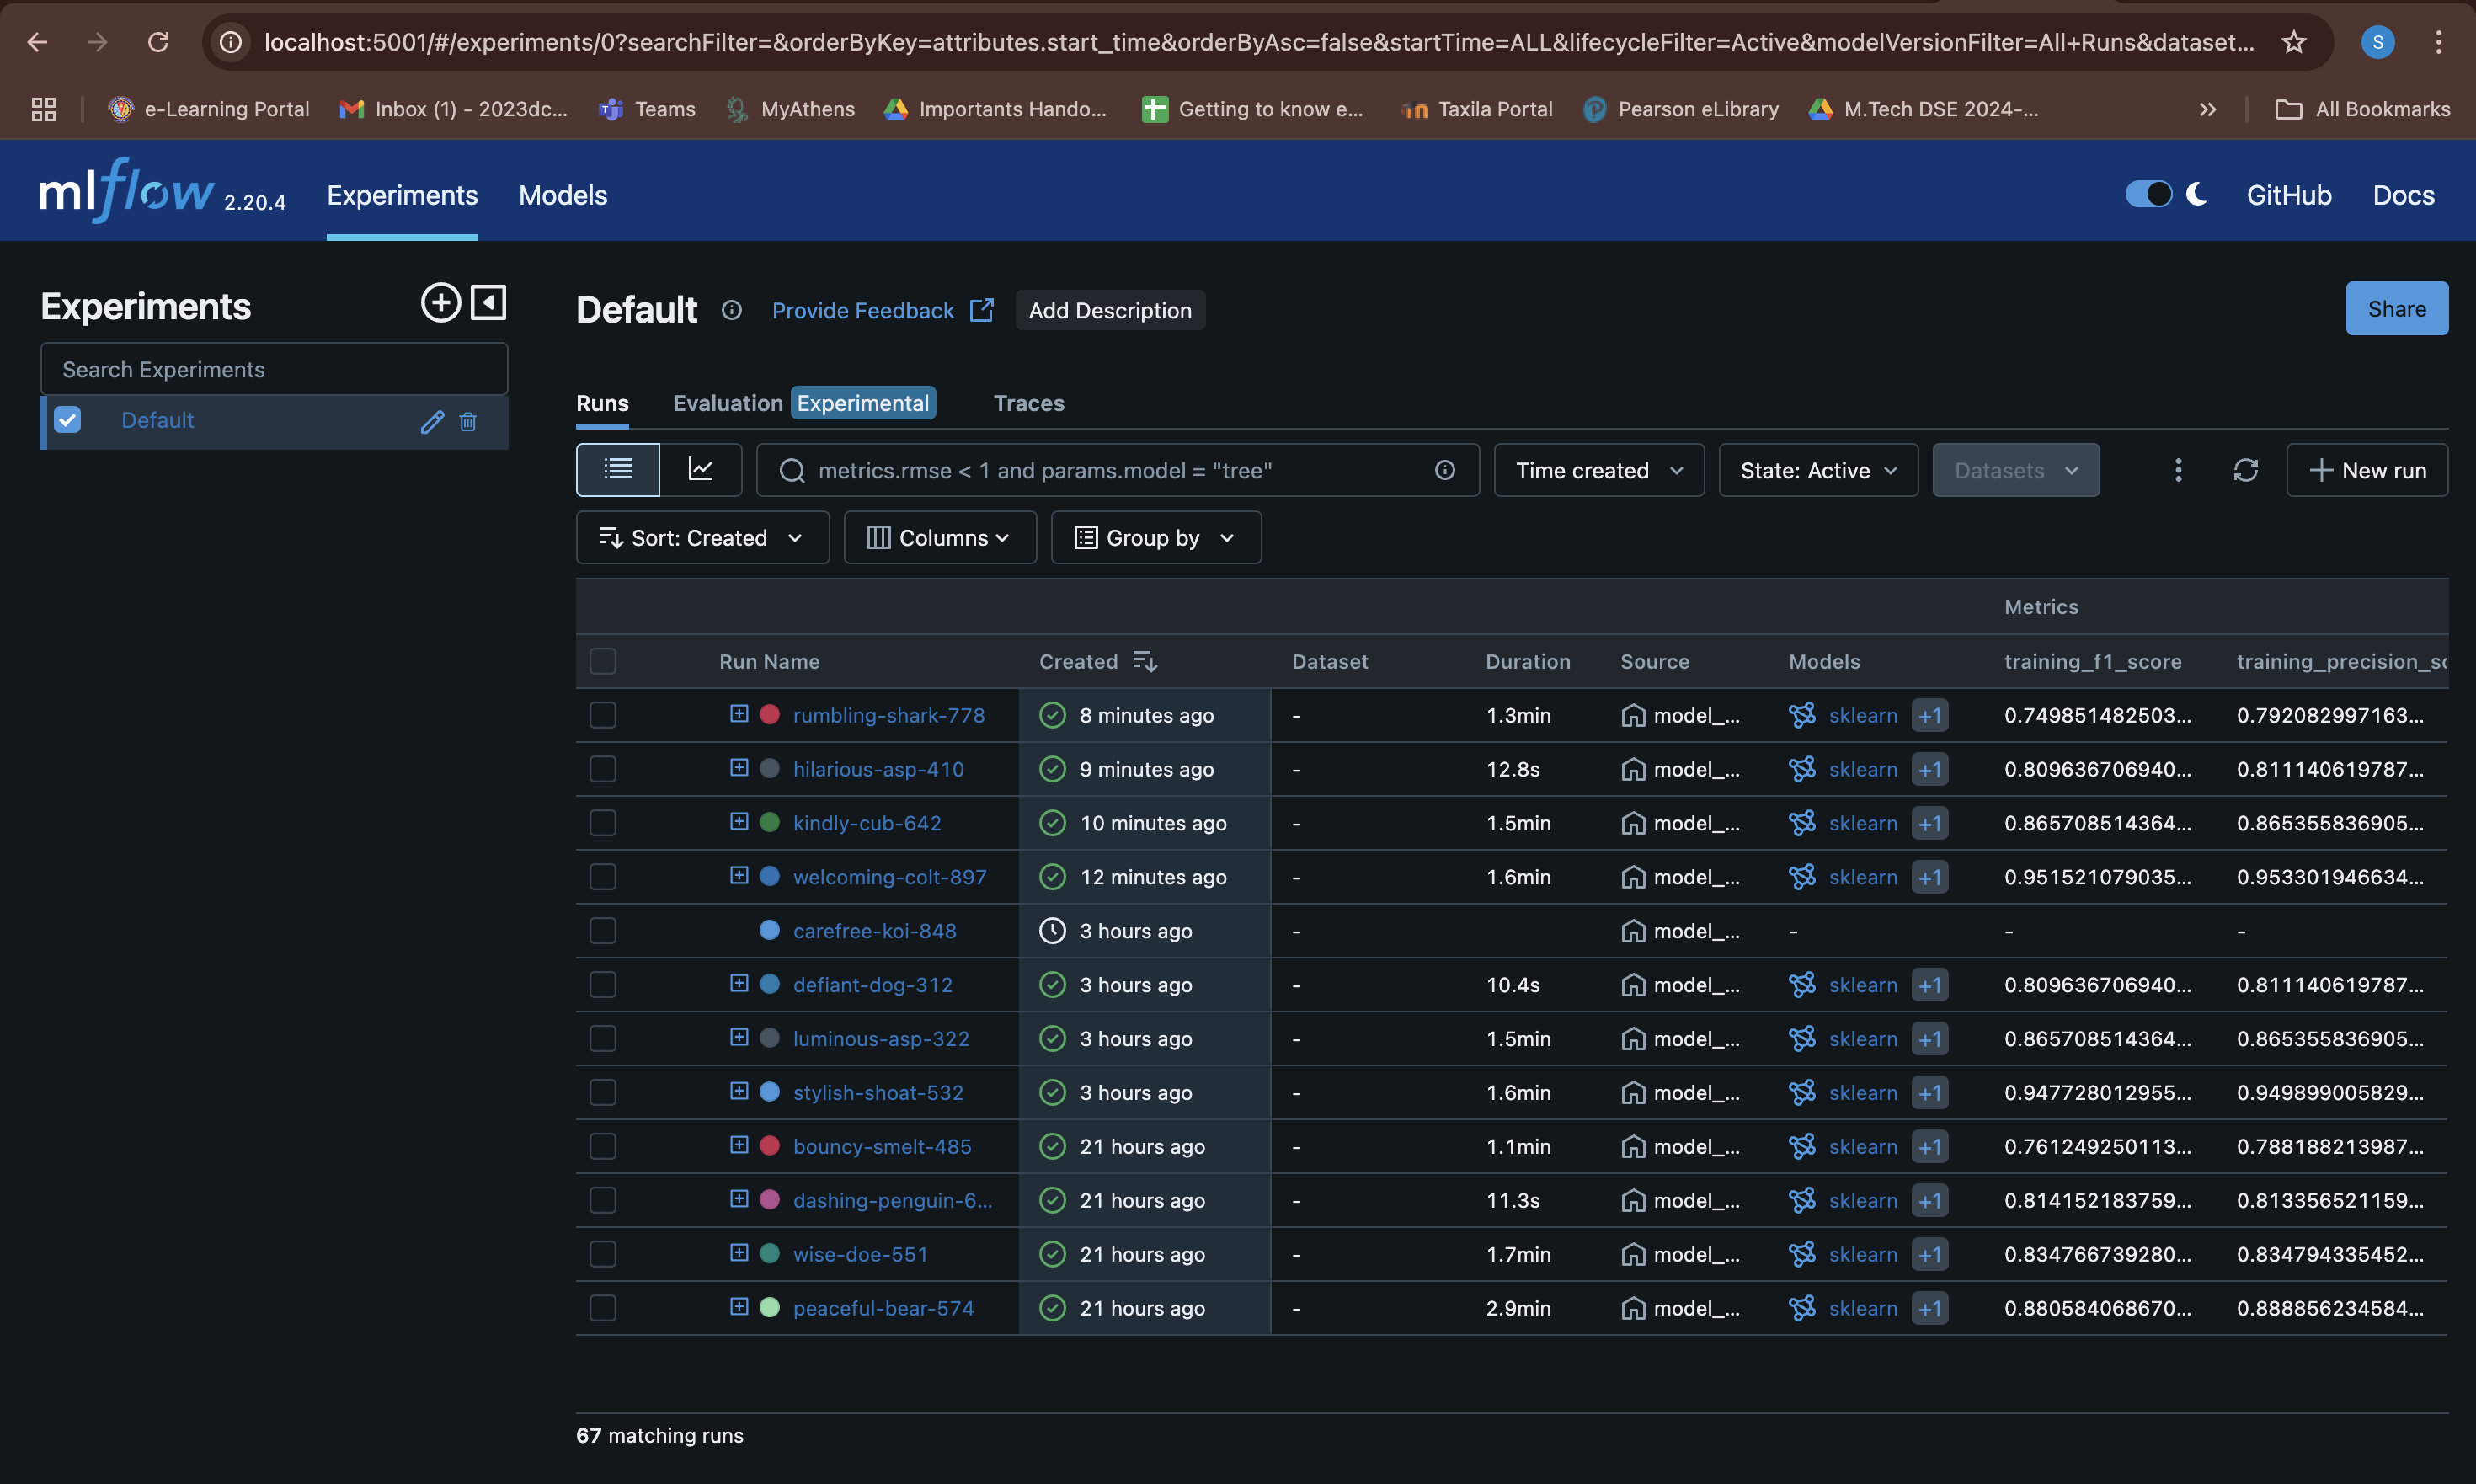 localhost:5001/#/experiments/0?searchFilter=&orderByKey=attributes.start_time&orderByAsc=false&startTime=ALL&lifecycleFilter=Active&modelVersionFilter=All+Runs&dataset...
S
e-Learning Portal
Inbox (1) - 2023dc...
Teams
MyAthens
Importants Hando...
Getting to know e...
Taxila Portal
Pearson eLibrary
M.Tech DSE 2024-...
All Bookmarks
mlflow 2.20.4
Experiments
Models
GitHub
Docs
Experiments
Search Experiments
Default
Default
Provide Feedback
Add Description
Share
Runs
Evaluation Experimental
Traces
metrics.rmse < 1 and params.model = "tree"
Time created
State: Active
Datasets
New run
Sort: Created
Columns
Group by
Metrics
Run Name Created Dataset Duration Source Models training_f1_score training_precision_sc
rumbling-shark-778 8 minutes ago - 1.3min model_... sklearn +1 0.749851482503... 0.792082997163...
hilarious-asp-410 9 minutes ago - 12.8s model_... sklearn +1 0.809636706940... 0.811140619787...
kindly-cub-642 10 minutes ago - 1.5min model_... sklearn +1 0.865708514364... 0.865355836905...
welcoming-colt-897 12 minutes ago - 1.6min model_... sklearn +1 0.951521079035... 0.953301946634...
carefree-koi-848 3 hours ago - model_... - - -
defiant-dog-312 3 hours ago - 10.4s model_... sklearn +1 0.809636706940... 0.811140619787...
luminous-asp-322 3 hours ago - 1.5min model_... sklearn +1 0.865708514364... 0.865355836905...
stylish-shoat-532 3 hours ago - 1.6min model_... sklearn +1 0.947728012955... 0.949899005829...
bouncy-smelt-485 21 hours ago - 1.1min model_... sklearn +1 0.761249250113... 0.788188213987...
dashing-penguin-6... 21 hours ago - 11.3s model_... sklearn +1 0.814152183759... 0.813356521159...
wise-doe-551 21 hours ago - 1.7min model_... sklearn +1 0.834766739280... 0.834794335452...
peaceful-bear-574 21 hours ago - 2.9min model_... sklearn +1 0.880584068670... 0.888856234584...
67 matching runs